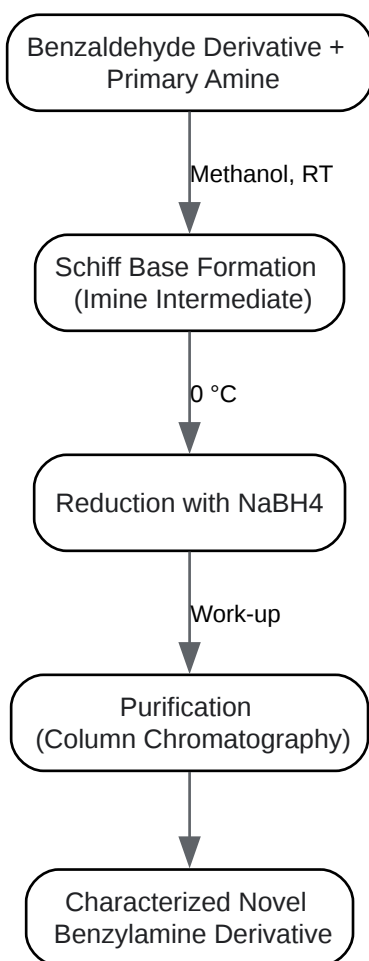 Benzaldehyde Derivative +
Primary Amine
Methanol, RT
Schiff Base Formation
(Imine Intermediate)
0 °C
Reduction with NaBH4
Work-up
Purification
(Column Chromatography)
Characterized Novel
Benzylamine Derivative